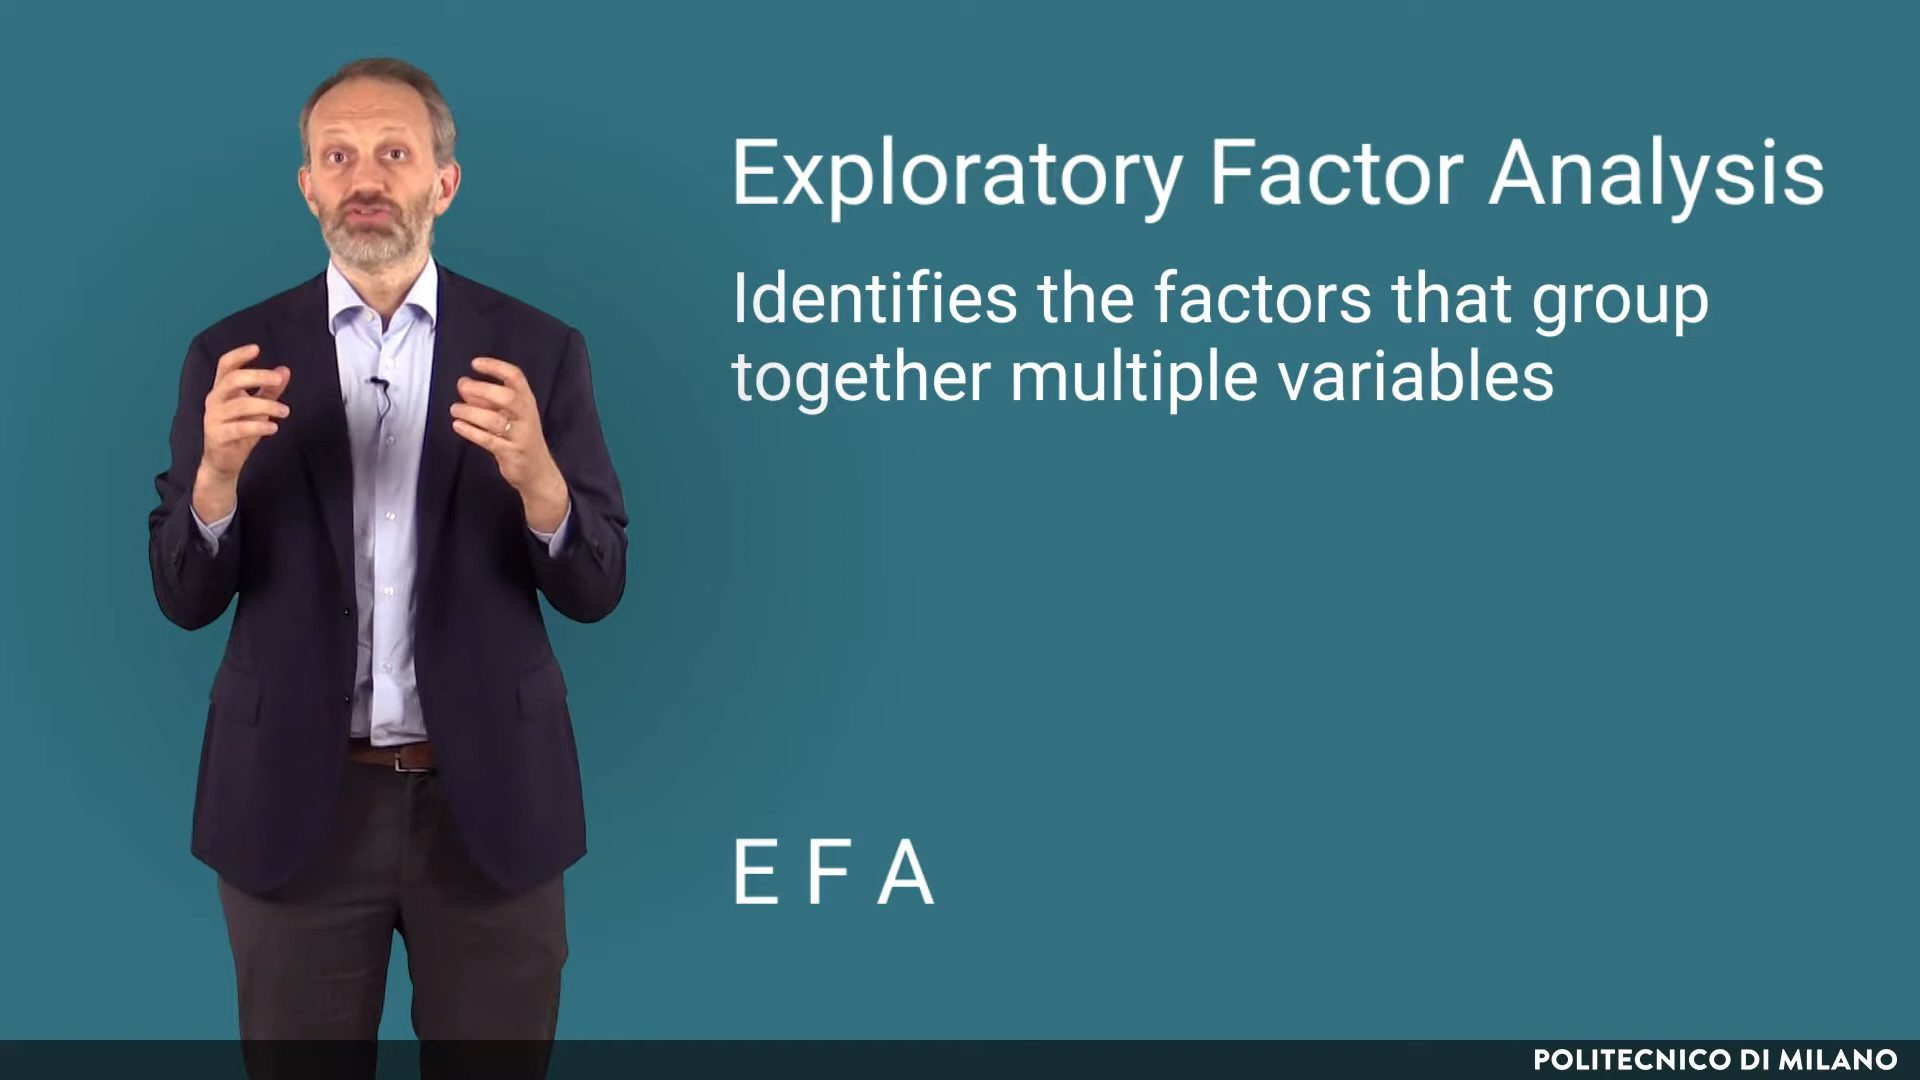 Exploratory Factor Analysis
Identifies the factors that group
together multiple variables
E F A
POLITECNICO DI MILANO